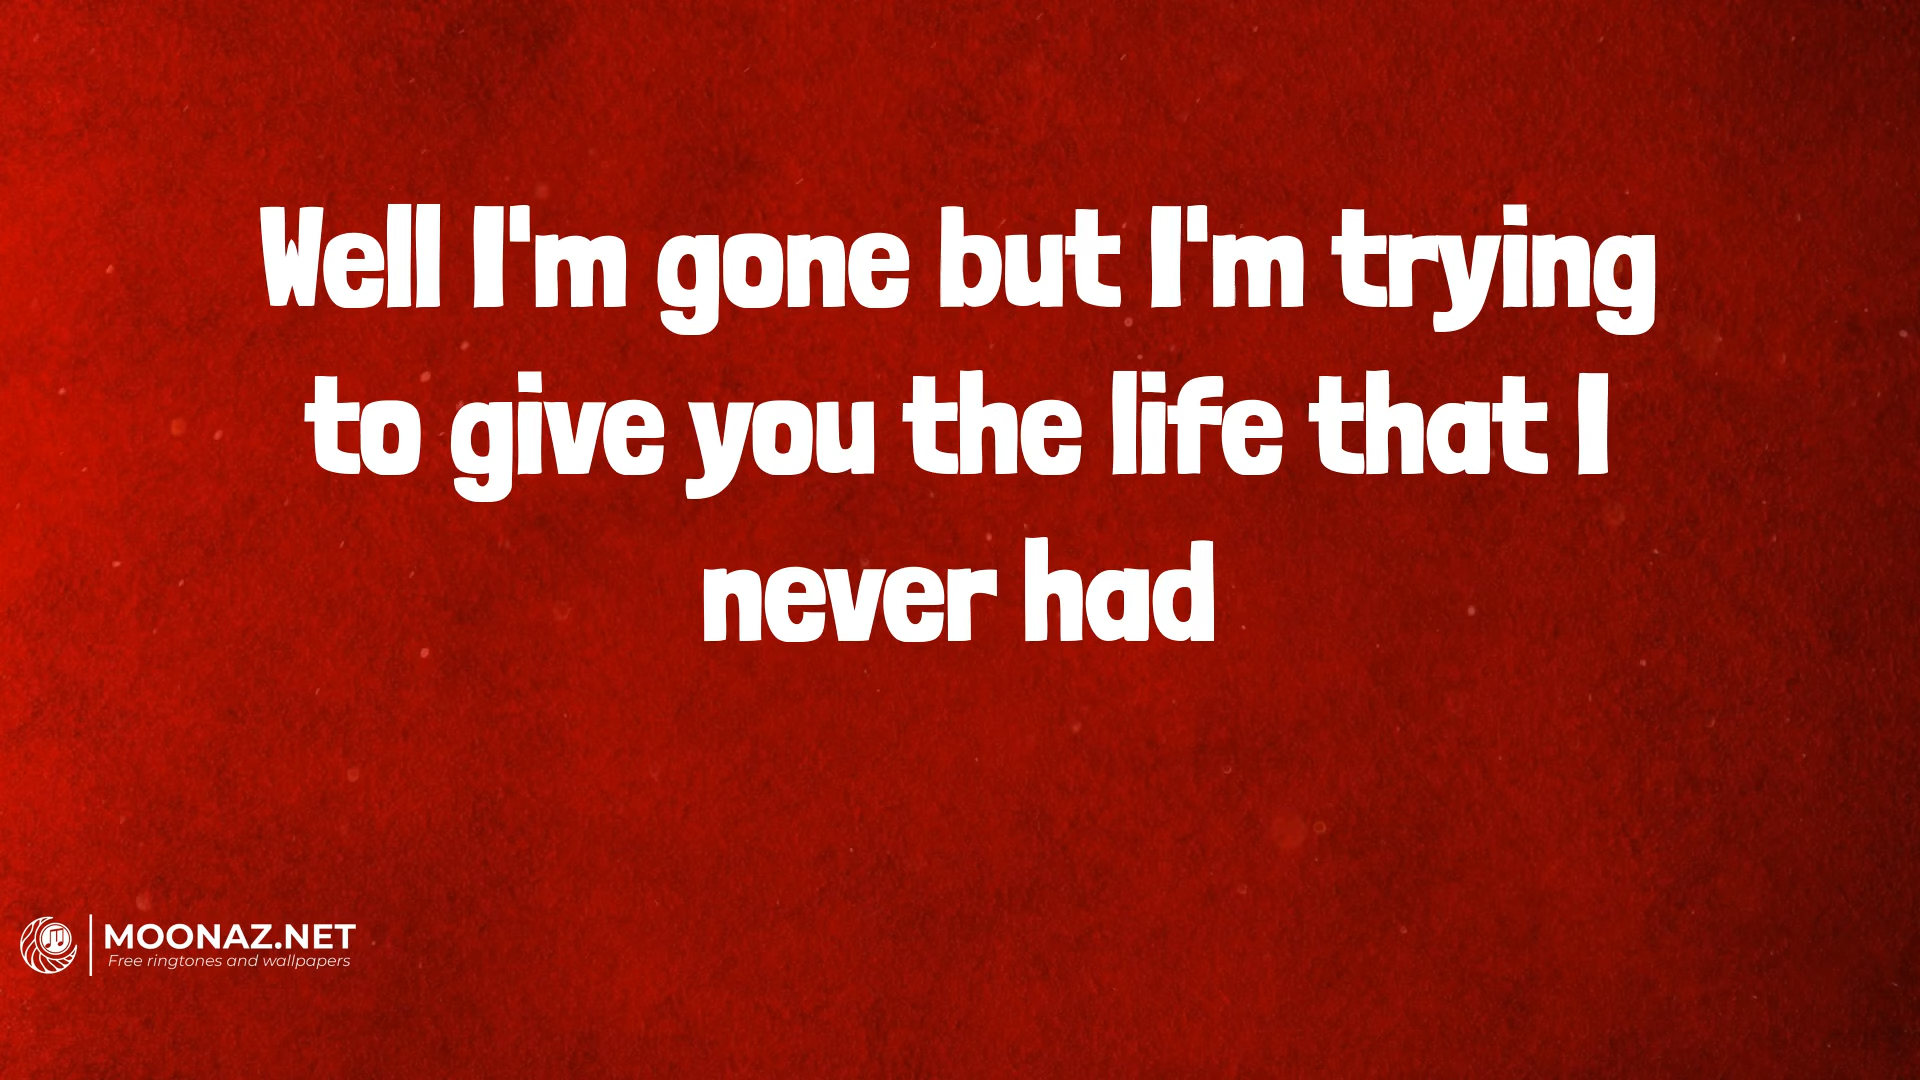 Well I'm gone but I'm trying
to give you the life that I
never had
MOONAZ.NET
Free ringtones and wallpapers